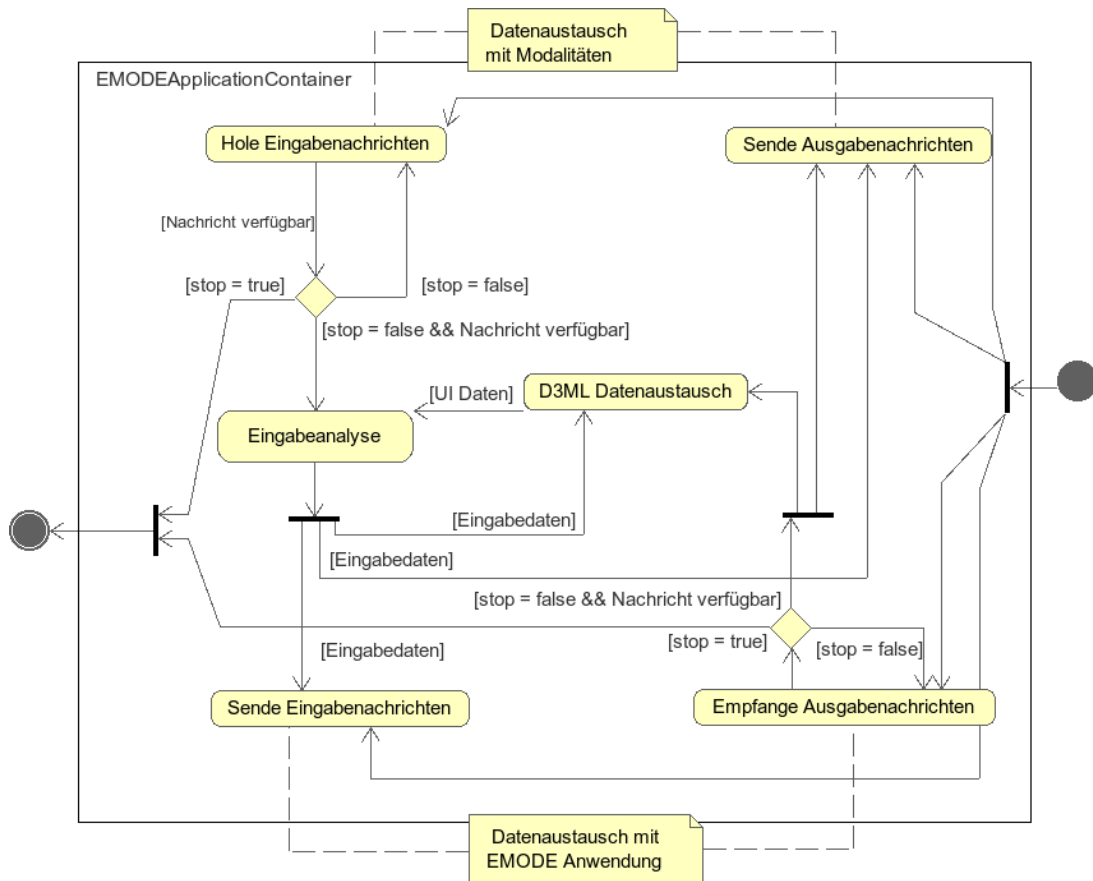 Datenaustausch
mit Modalitäten
EMODEApplicationContainer
Hole Eingabenachrichten
Sende Ausgabenachrichten
[Nachricht verfügbar]
[stop = true]
[stop = false]
[stop = false && Nachricht verfügbar]
[UI Daten]
D3ML Datenaustausch
Eingabeanalyse
[Eingabedaten]
[Eingabedaten]
[stop = false && Nachricht verfügbar]
[stop = true]
[stop = false]
[Eingabedaten]
Sende Eingabenachrichten
Empfange Ausgabenachrichten
Datenaustausch mit
EMODE Anwendung